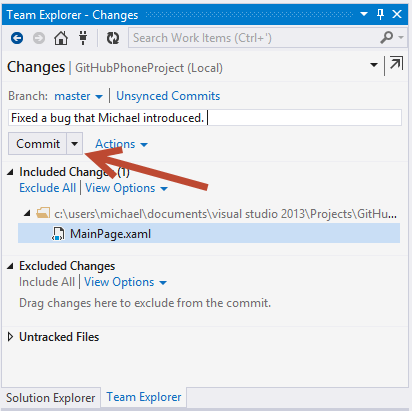 Team Explorer - Changes
Search Work Items (Ctrl+')
Changes | GitHubPhoneProject (Local)
Branch: master | Unsynced Commits
Fixed a bug that Michael introduced.
Commit Actions
Included Changes (1)
Exclude All | View Options
c:\users\michael\documents\visual studio 2013\Projects\GitHu...
MainPage.xaml
Excluded Changes
Include All | View Options
Drag changes here to exclude from the commit.
Untracked Files
Solution Explorer Team Explorer